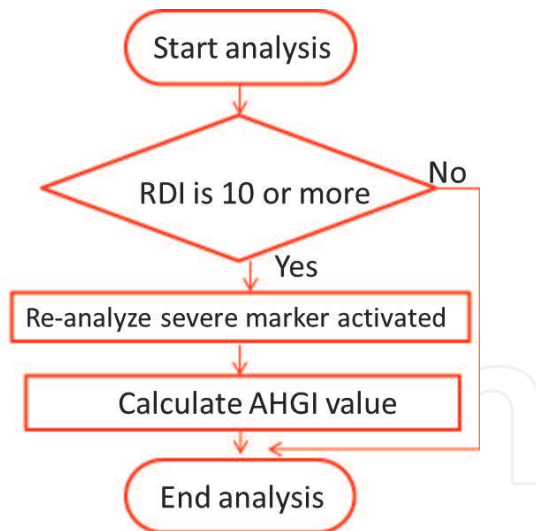 Start analysis
RDI is 10 or more
No
Yes
Re-analyze severe marker activated
Calculate AHGI value
End analysis